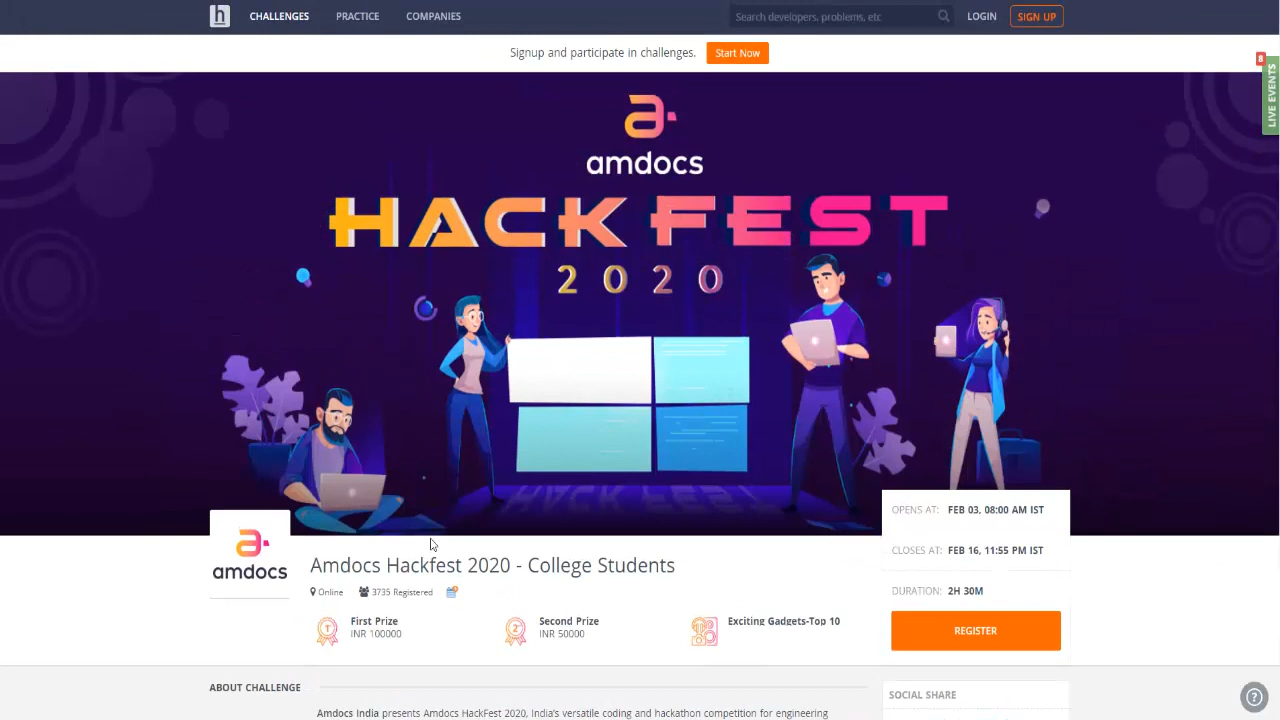 h CHALLENGES PRACTICE COMPANIES Search developers, problems, etc LOGIN SIGN UP
Signup and participate in challenges. Start Now
8
LIVE EVENTS
a
amdocs
HACKFEST
2020
OPENS AT: FEB 03, 08:00 AM IST
CLOSES AT: FEB 16, 11:55 PM IST
DURATION: 2H 30M
REGISTER
a
amdocs
Amdocs Hackfest 2020 - College Students
Online 3735 Registered
1 First Prize
INR 100000
2 Second Prize
INR 50000
Exciting Gadgets-Top 10
ABOUT CHALLENGE
SOCIAL SHARE
Amdocs India presents Amdocs HackFest 2020, India's versatile coding and hackathon competition for engineering
?